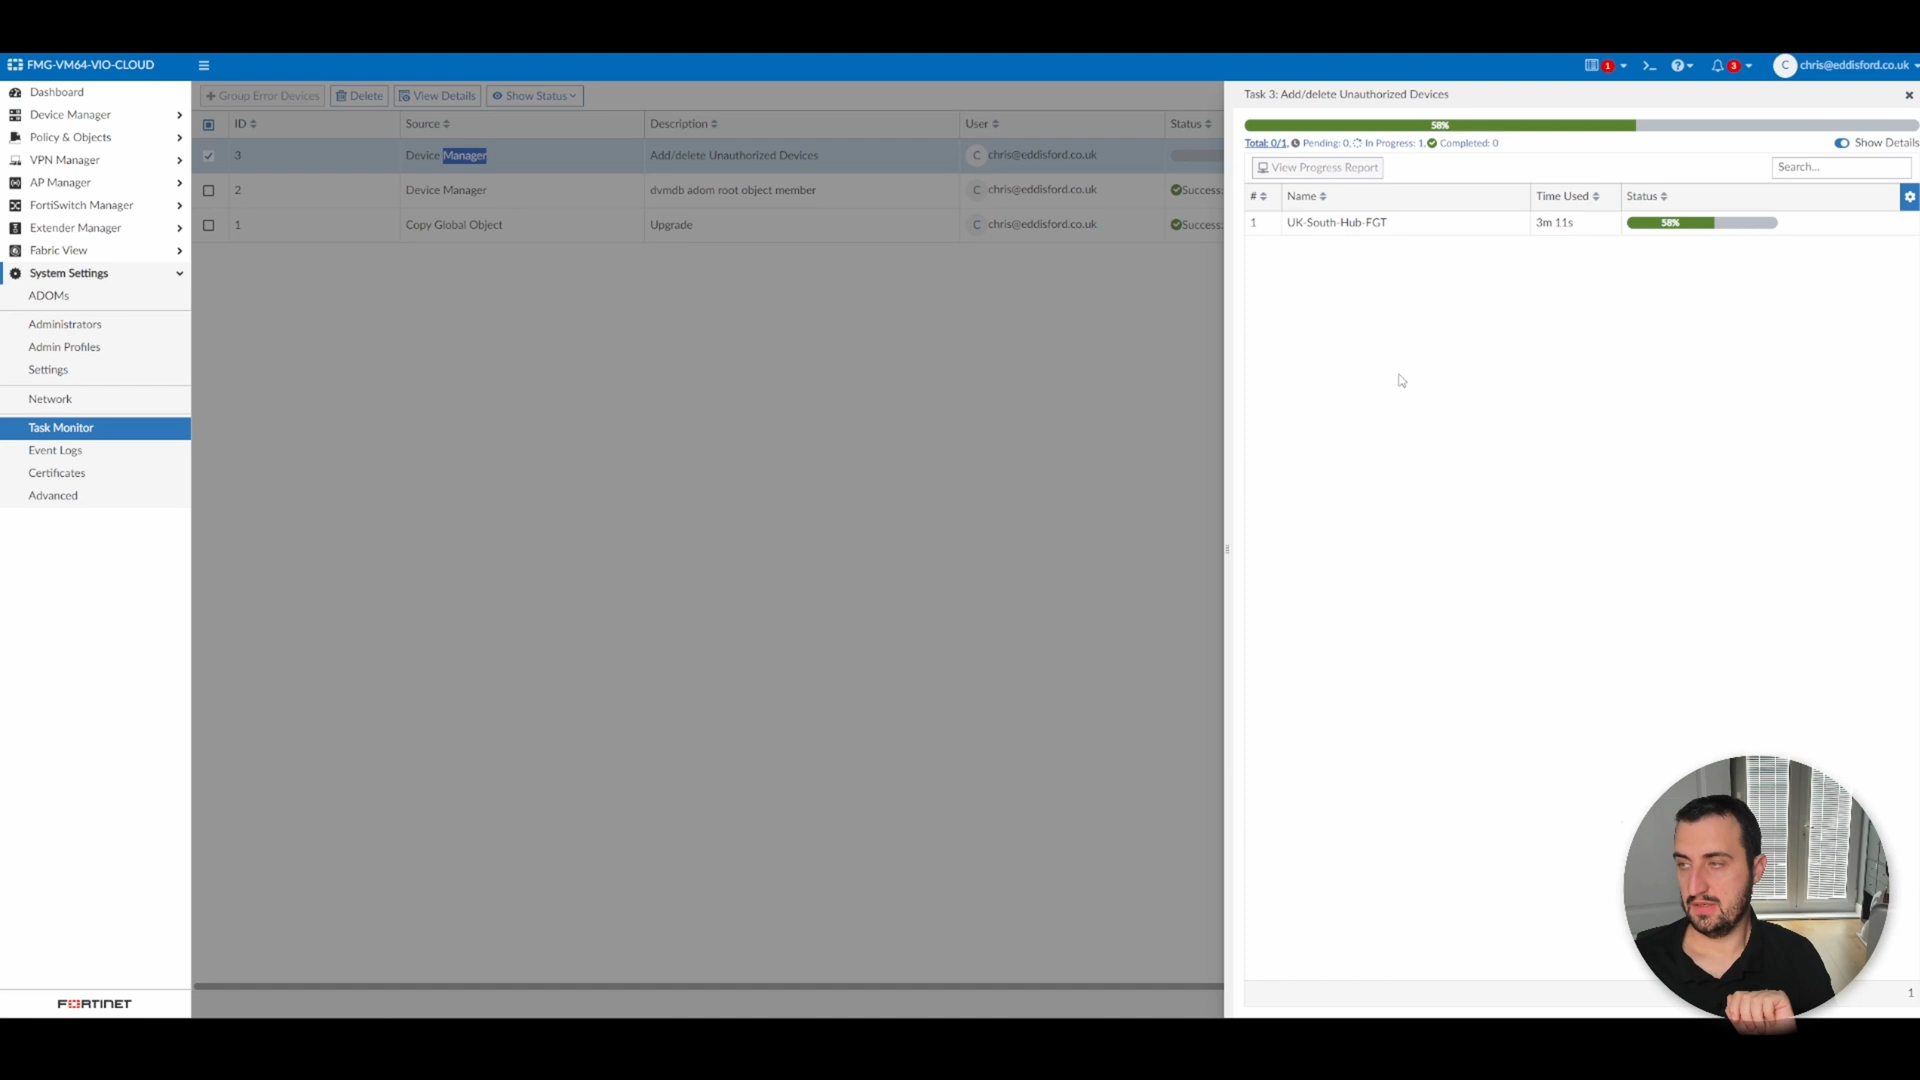 FMG-VM64-VIO-CLOUD
1
3
C chris@eddisford.co.uk
Dashboard
Device Manager
Policy & Objects
VPN Manager
AP Manager
FortiSwitch Manager
Extender Manager
Fabric View
System Settings
ADOMs
Administrators
Admin Profiles
Settings
Network
Task Monitor
Event Logs
Certificates
Advanced
FORTINET
+ Group Error Devices Delete View Details Show Status
ID Source Description User Status
3 Device Manager Add/delete Unauthorized Devices C chris@eddisford.co.uk
2 Device Manager dvmdb adom root object member C chris@eddisford.co.uk Success:
1 Copy Global Object Upgrade C chris@eddisford.co.uk Success:
Task 3: Add/delete Unauthorized Devices
58%
Total: 0/1, Pending: 0, In Progress: 1, Completed: 0 Show Details
View Progress Report Search...
# Name Time Used Status
1 UK-South-Hub-FGT 3m 11s 58%
1